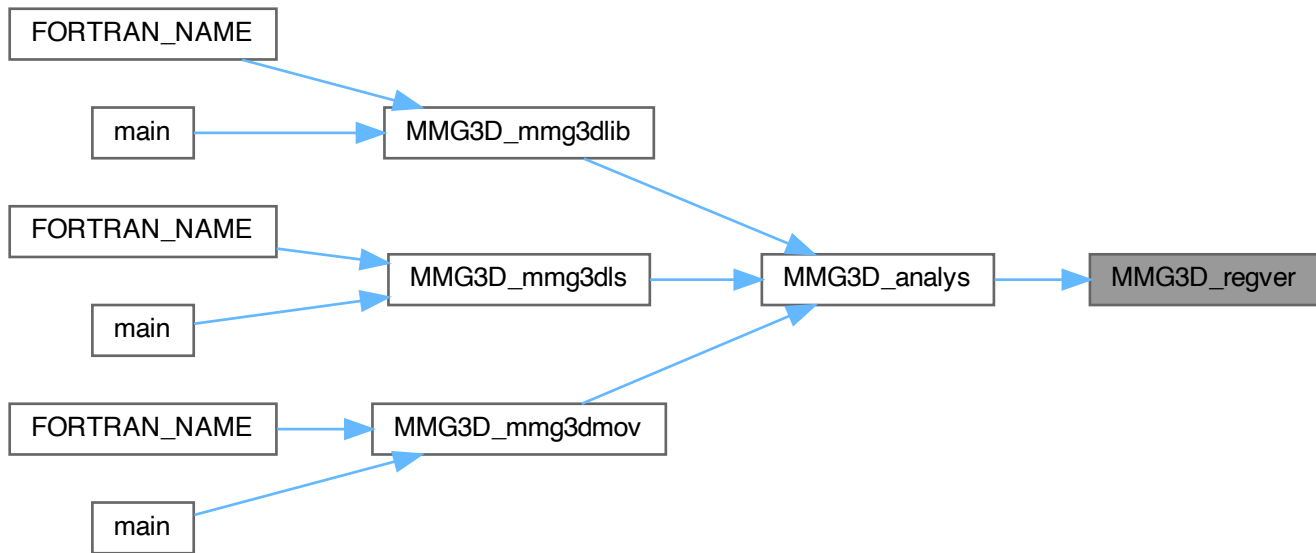 FORTRAN_NAME
main
MMG3D_mmg3dlib
FORTRAN_NAME
main
MMG3D_mmg3dls
MMG3D_analys
MMG3D_regver
FORTRAN_NAME
main
MMG3D_mmg3dmov